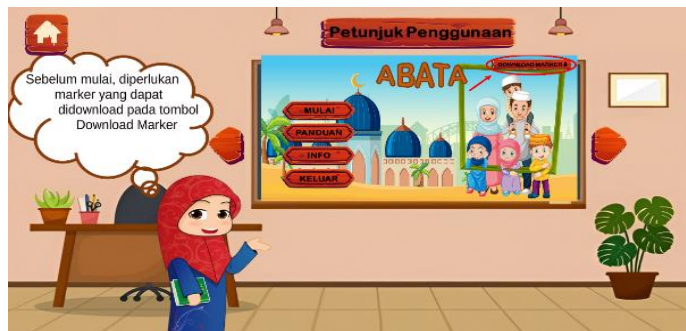 Petunjuk Penggunaan
Sebelum mulai, diperlukan
marker yang dapat
didownload pada tombol
Download Marker
ABATA
DOWNLOAD MARKER
MULAI
PANDUAN
INFO
KELUAR